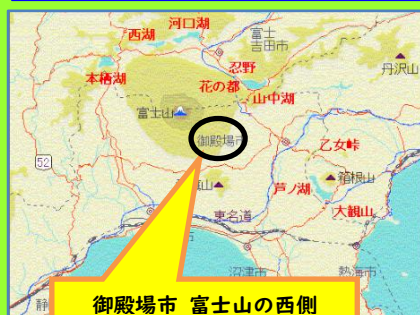 河口湖
西湖
富士
吉田市
本栖湖
忍野
花の都
丹沢山
山中湖
富士山
御殿場
乙女峠
52
芦ノ湖
箱根山
大観山
東名道
沼津市
熱海市
静
御殿場市 富士山の西側